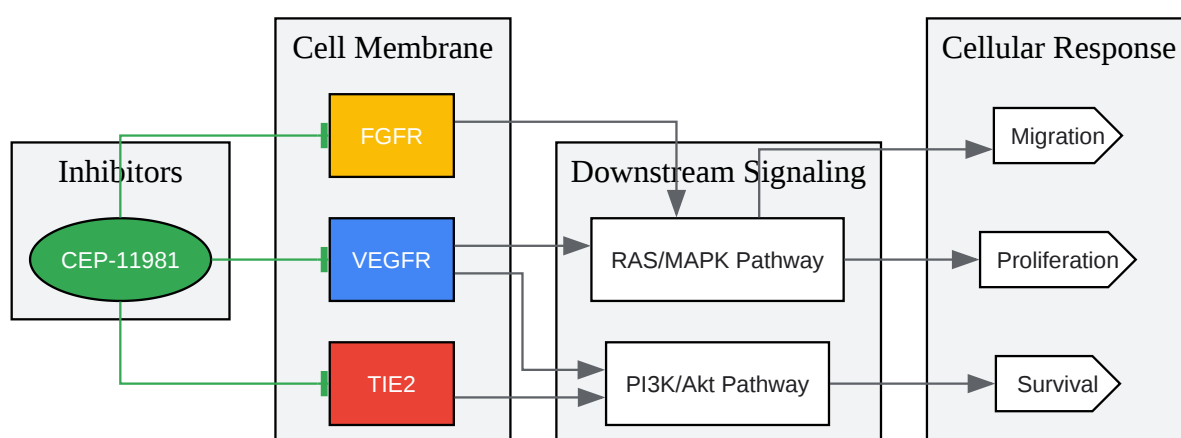 Cell Membrane
Cellular Response
FGFR
Migration
Inhibitors
Downstream Signaling
CEP-11981
VEGFR
RAS/MAPK Pathway
Proliferation
TIE2
PI3K/Akt Pathway
Survival